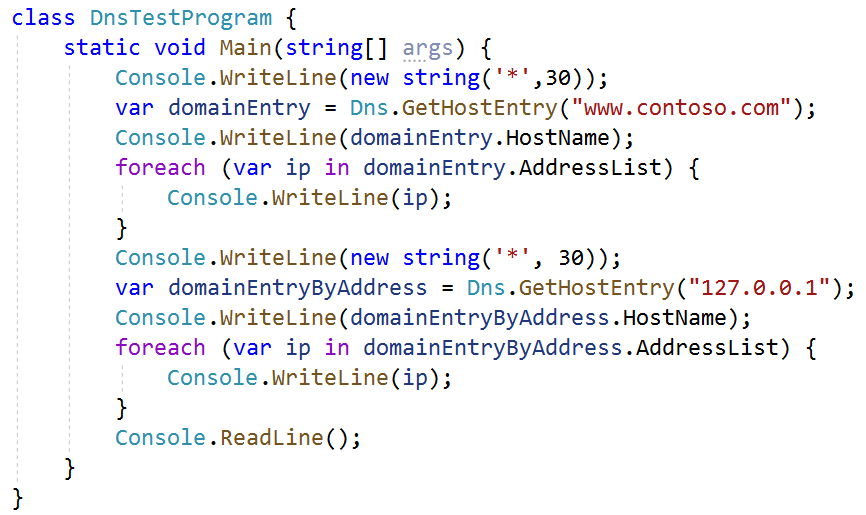 class DnsTestProgram {
static void Main(string[] args) {
Console.WriteLine(new string('*',30));
var domainEntry = Dns.GetHostEntry("www.contoso.com");
Console.WriteLine(domainEntry.HostName);
foreach (var ip in domainEntry.AddressList) {
Console.WriteLine(ip);
}
Console.WriteLine(new string('*', 30));
var domainEntryByAddress = Dns.GetHostEntry("127.0.0.1");
Console.WriteLine(domainEntryByAddress.HostName);
foreach (var ip in domainEntryByAddress.AddressList) {
Console.WriteLine(ip);
}
Console.ReadLine();
}
}